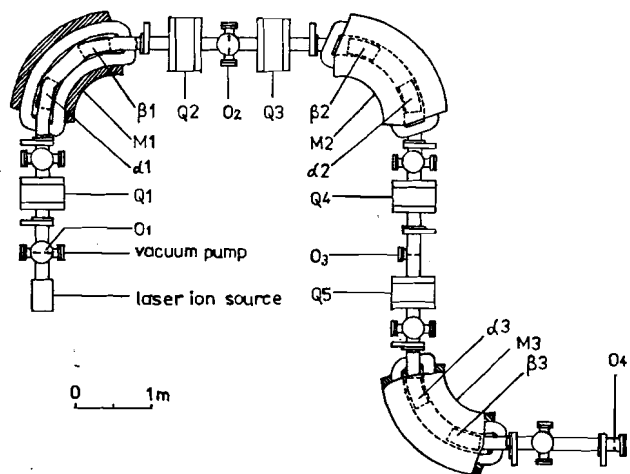 β1
Q2
O2
Q3
β2
M1
M2
α1
α2
Q1
Q4
O1
vacuum pump
O3
laser ion source
Q5
α3
M3
β3
O4
0 1m